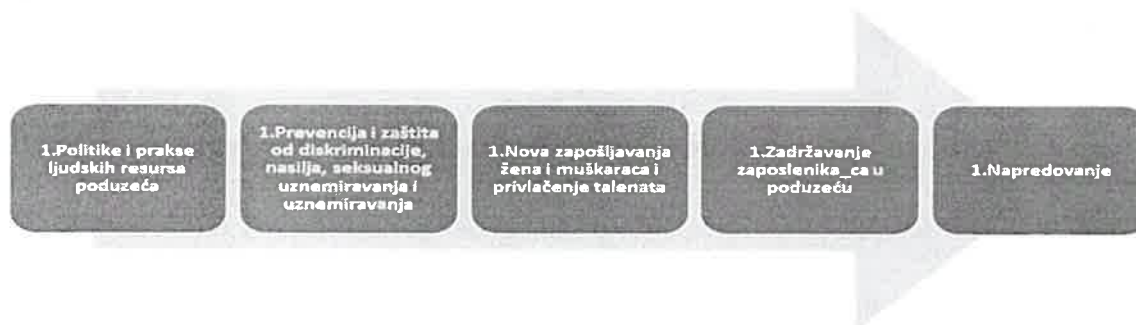 1.Politike i prakse
ljudskih resursa
poduzeća
1.Prevencija i zaštita
od diskriminacije,
nasilja, seksualnog
uznemiravanja i
uznemiravanja
1.Nova zapošljavanja
žena i muškaraca i
privlačenje talenata
1.Zadržavanje
zaposlenika_ca u
poduzeću
1.Napredovanje